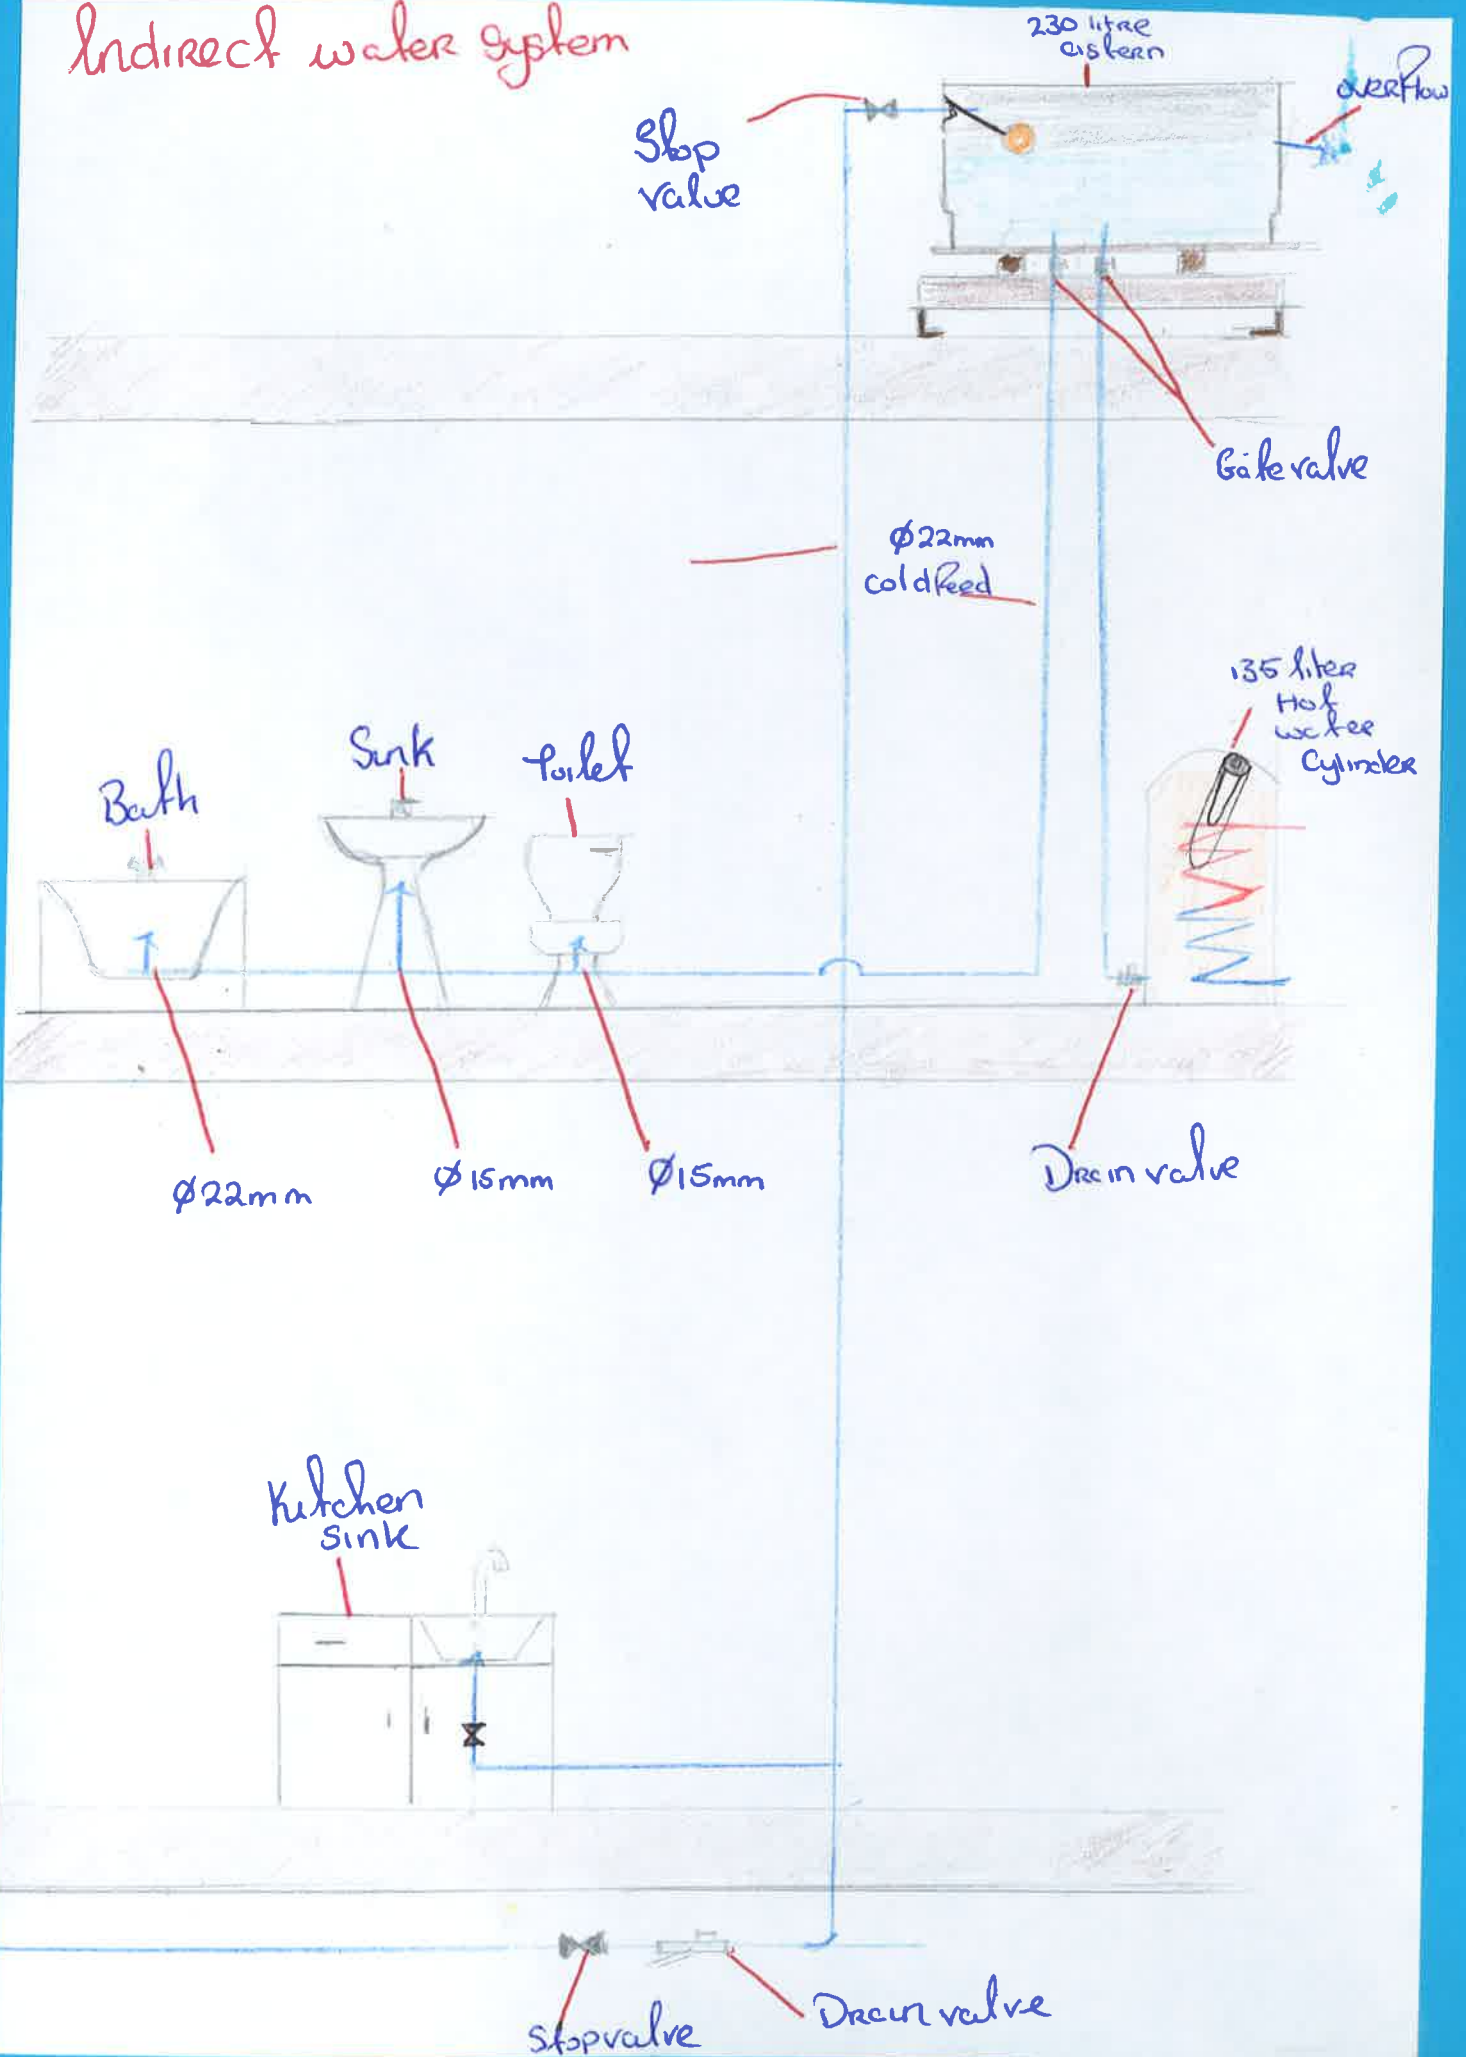 Indirect water system
230 litre
cistern
overflow
Stop
valve
Gate valve
Ø22mm
cold feed
135 liter
Hot
water
Cylinder
Sink
Toilet
Bath
Ø22mm
Ø15mm
Ø15mm
Drain valve
Kitchen
sink
Drain valve
Stopvalve